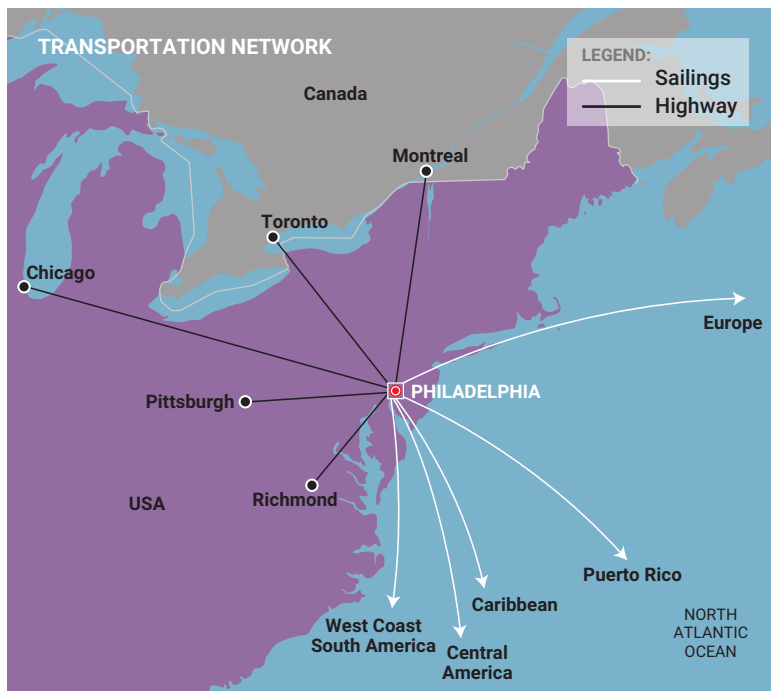 TRANSPORTATION NETWORK
LEGEND:
Sailings
Highway
Canada
Montreal
Toronto
Chicago
Europe
PHILADELPHIA
Pittsburgh
Richmond
USA
Puerto Rico
Caribbean
West Coast
South America
Central
America
NORTH
ATLANTIC
OCEAN